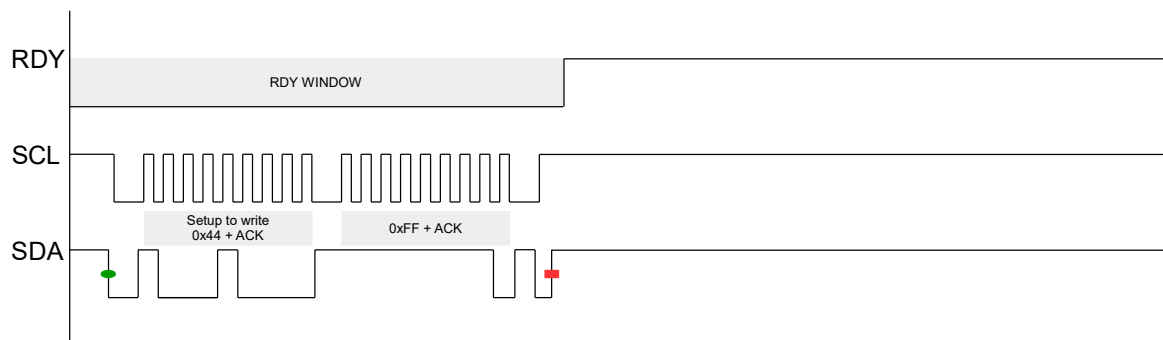 RDY
RDY WINDOW
SCL
Setup to write
0x44 + ACK
0xFF + ACK
SDA